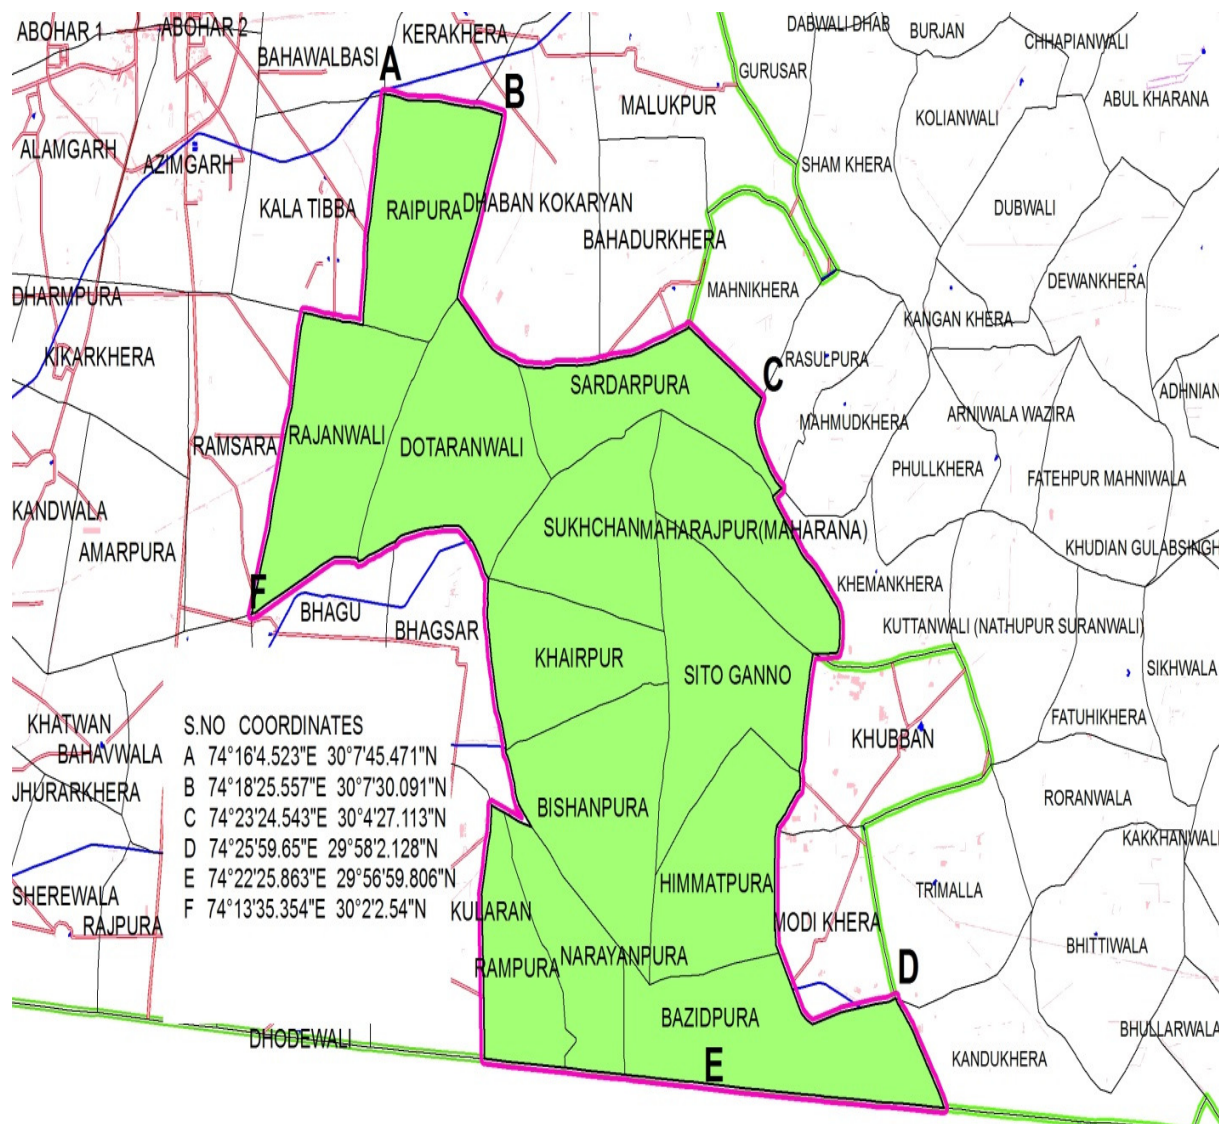 ABOHAR 1
ABOHAR 2
KERAKHERA
DABWALI DHAB
BURJAN
CHHAPIANWALI
BAHAWALBASI
A
GURUSAR
B
MALUKPUR
KOLIANWALI
ABUL KHARANA
ALAMGARH
AZIMGARH
SHAM KHERA
KALA TIBBA
RAIPURA
DHABAN KOKARYAN
DUBWALI
BAHADURKHERA
DEWANKHERA
MAHNIKHERA
DHARMPURA
KANGAN KHERA
KIKARKHERA
RASULPURA
SARDARPURA
C
ADHNIAN
MAHMUDKHERA
ARNIWALA WAZIRA
RAMSARA
RAJANWALI
DOTARANWALI
PHULLKHERA
FATEHPUR MAHNIWALA
KANDWALA
SUKHCHAN
MAHARAJPUR(MAHARANA)
AMARPURA
KHUDIAN GULABSINGH
F
KHEMANKHERA
BHAGU
BHAGSAR
KUTTANWALI (NATHUPUR SURANWALI)
KHAIRPUR
SITO GANNO
SIKHWALA
KHATWAN
FATUHIKHERA
KHUBBAN
BAHAVWALA
JHURARKHERA
S.NO COORDINATES
A 74°16'4.523"E 30°7'45.471"N
B 74°18'25.557"E 30°7'30.091"N
C 74°23'24.543"E 30°4'27.113"N
D 74°25'59.65"E 29°58'2.128"N
E 74°22'25.863"E 29°56'59.806"N
F 74°13'35.354"E 30°2'2.54"N
BISHANPURA
RORANWALA
KAKKHANWALI
SHEREWALA
HIMMATPURA
TRIMALLA
RAJPURA
KULARAN
MODI KHERA
BHITTIWALA
RAMPURA
NARAYANPURA
D
BAZIDPURA
DHODEWALI
BHULLARWALA
E
KANDUKHERA